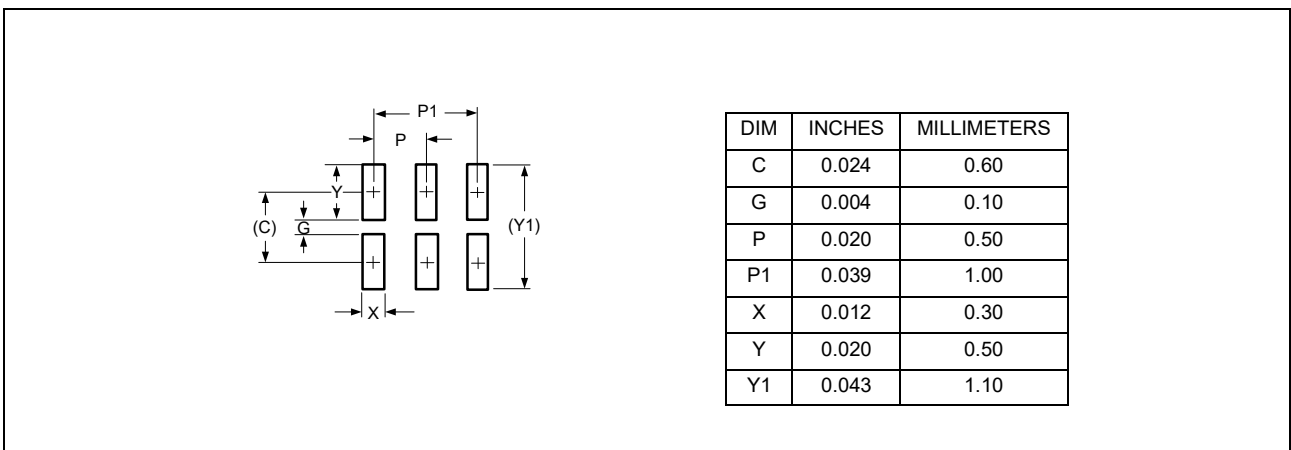 P1
P
Y
(C)
G
(Y1)
X
DIM INCHES MILLIMETERS
C 0.024 0.60
G 0.004 0.10
P 0.020 0.50
P1 0.039 1.00
X 0.012 0.30
Y 0.020 0.50
Y1 0.043 1.10